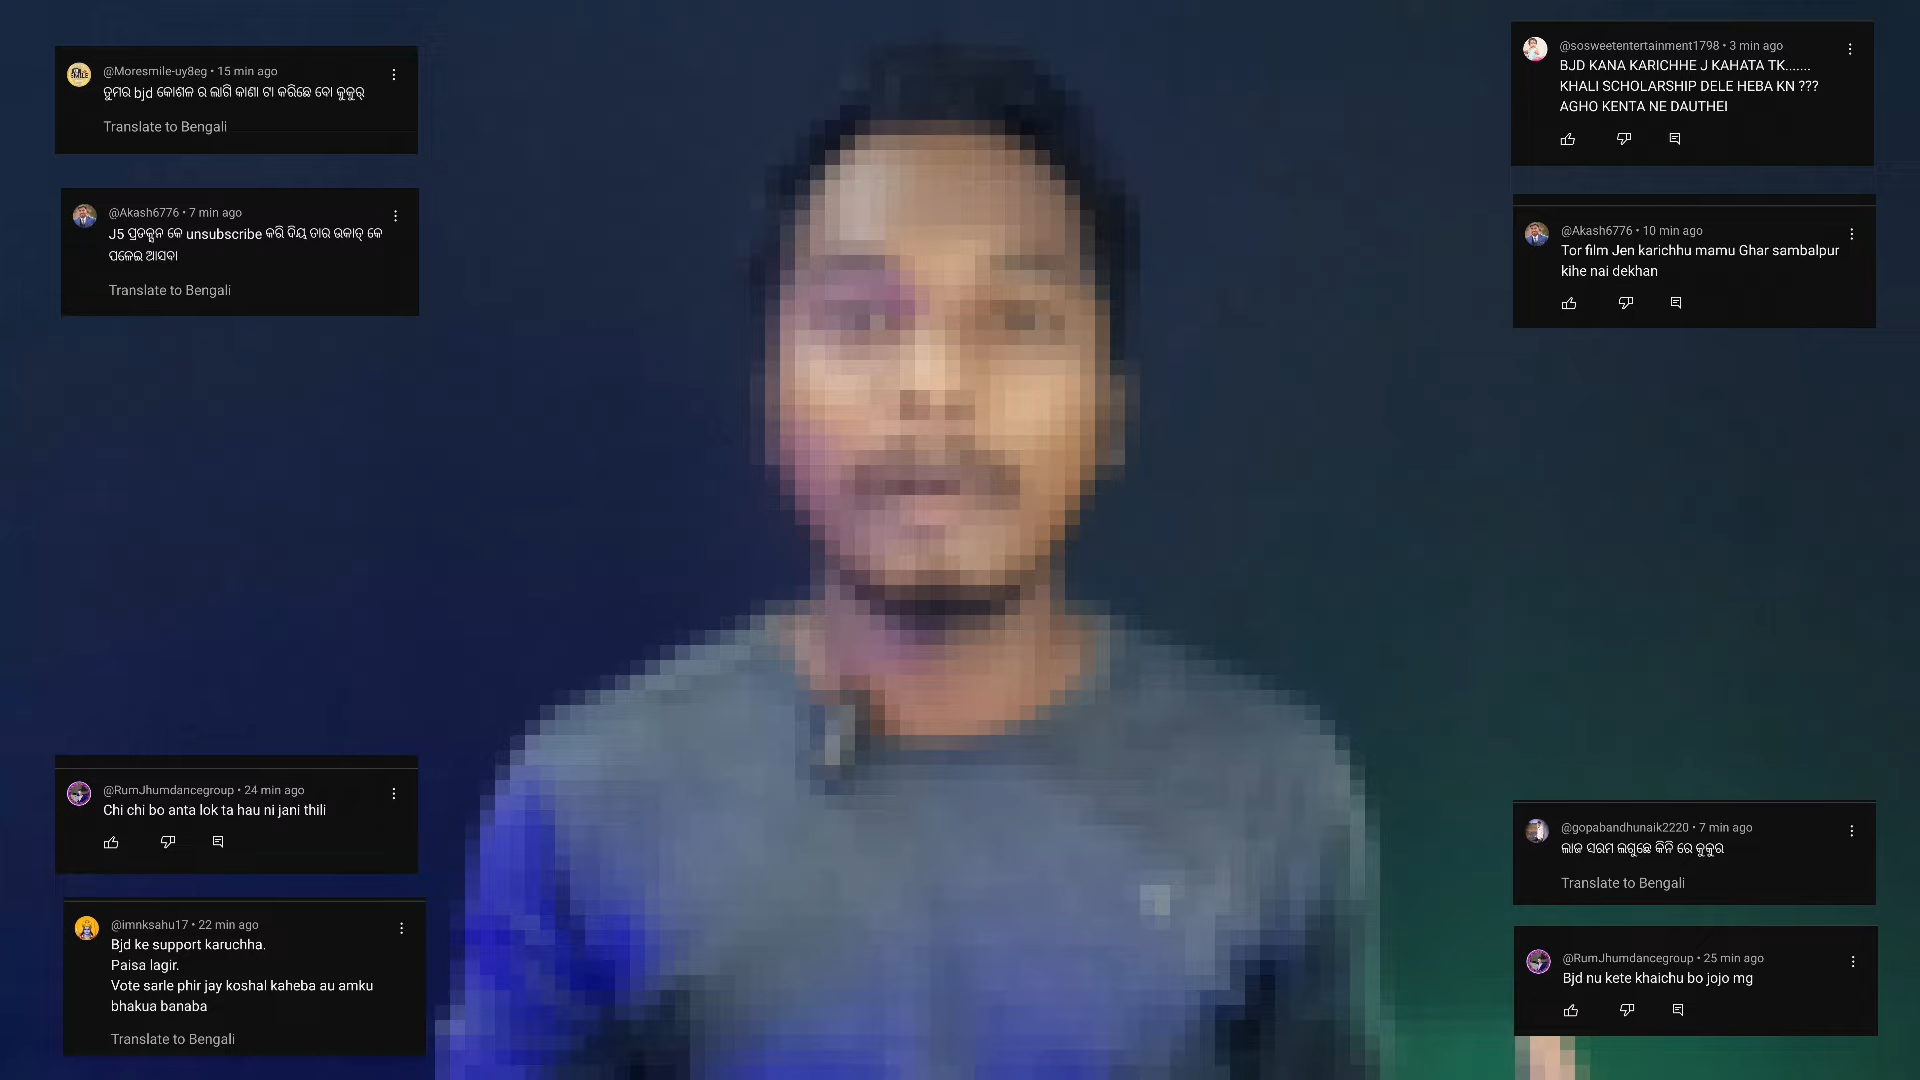 @Moresmile-uy8eg • 15 min ago
ତୁମର bjd କୋଶଳ ର ଲାଗି କାଣା ଟା କରିଛେ ବୋ କୁକୁର୍
Translate to Bengali
@Akash6776 • 7 min ago
J5 ପ୍ରଡକ୍ସନ କେ unsubscribe କରି ଦିୟ ତାର ଉକାତ୍ କେ
ପଳେଇ ଆସବା
Translate to Bengali
@RumJhumdancegroup • 24 min ago
Chi chi bo anta lok ta hau ni jani thili
@imnksahu17 • 22 min ago
Bjd ke support karuchha.
Paisa lagir.
Vote sarle phir jay koshal kaheba au amku
bhakua banaba
Translate to Bengali
@sosweetentertainment1798 • 3 min ago
BJD KANA KARICHHE J KAHATA TK.......
KHALI SCHOLARSHIP DELE HEBA KN ???
AGHO KENTA NE DAUTHEI
@Akash6776 • 10 min ago
Tor film Jen karichhu mamu Ghar sambalpur
kihe nai dekhan
@gopabandhunaik2220 • 7 min ago
ଲାଜ ସରମ ଲଗୁଛେ କିନି ରେ କୁକୁର
Translate to Bengali
@RumJhumdancegroup • 25 min ago
Bjd nu kete khaichu bo jojo mg